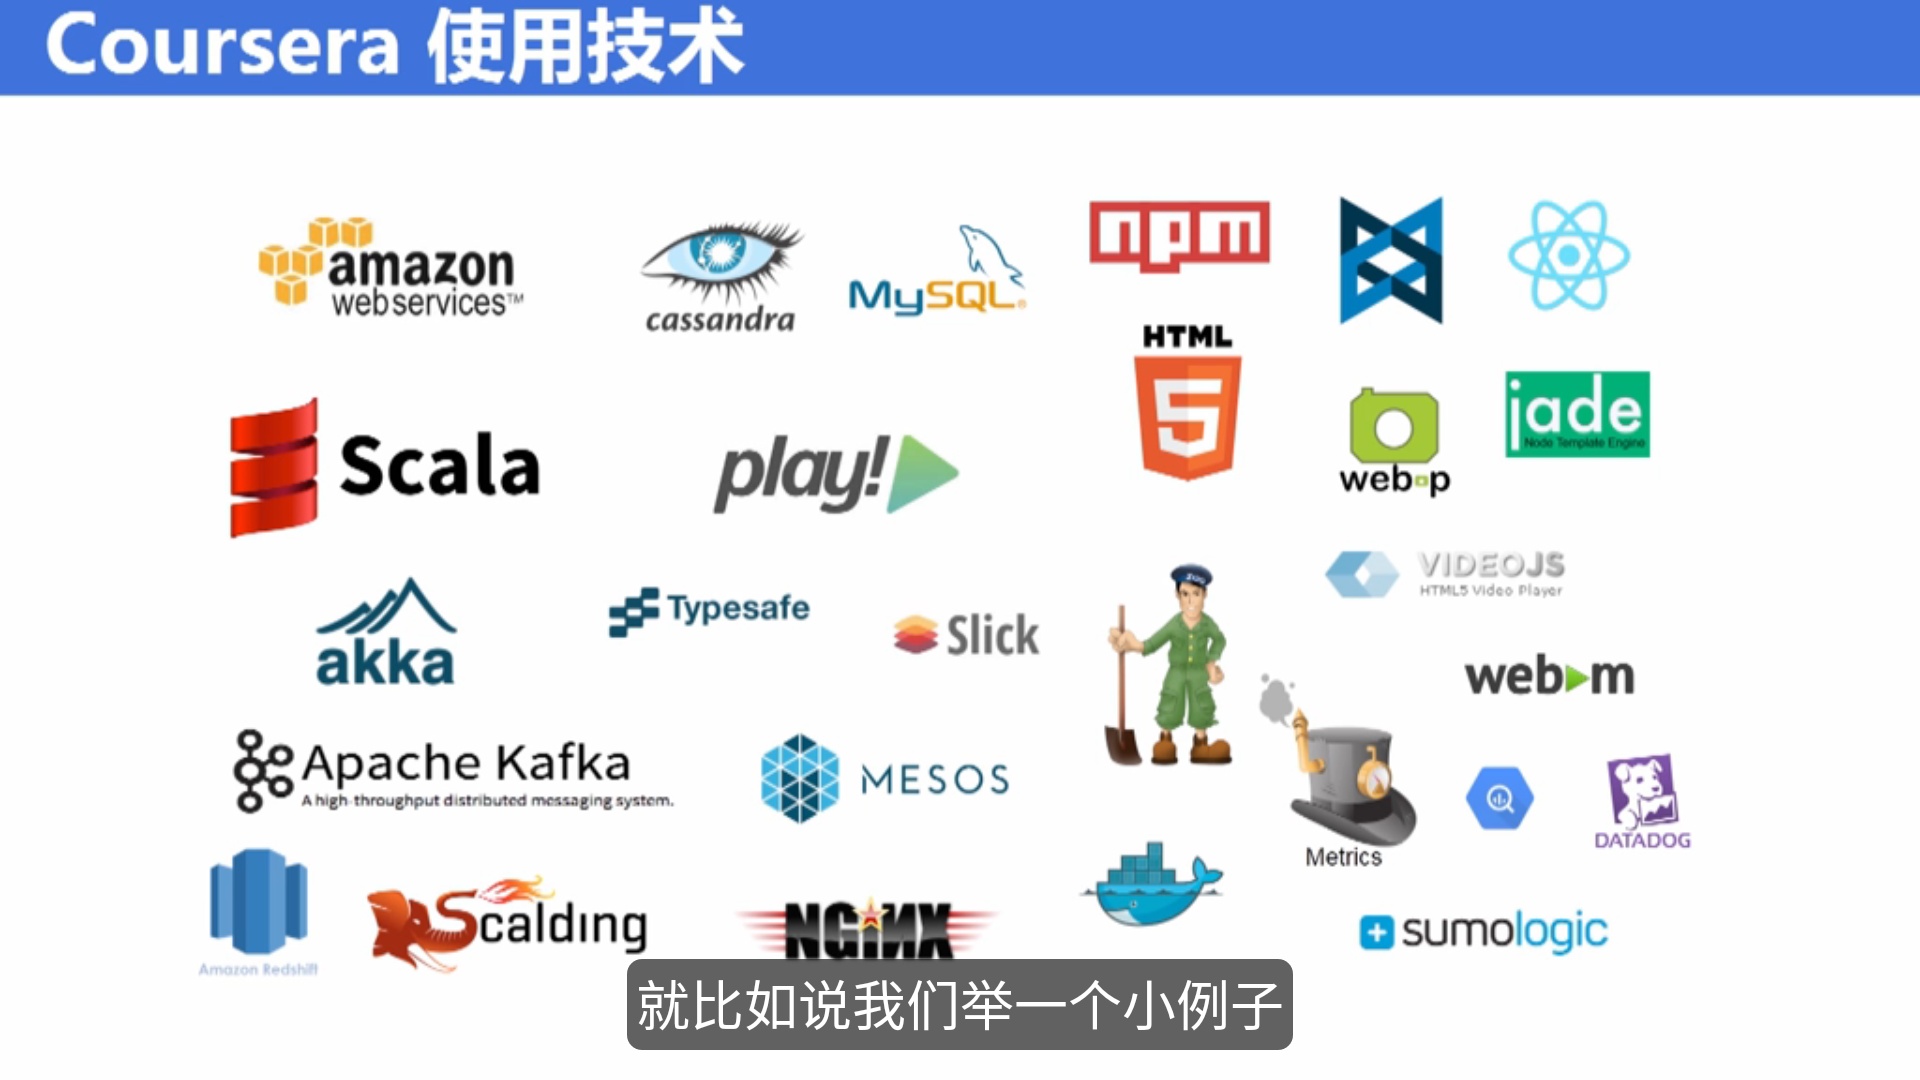 Coursera 使用技术
amazon
webservices™
cassandra
MySQL®
npm
HTML
5
webp
jade
Node Template Engine
Scala
play!
VIDEOJS
HTML5 Video Player
akka
Typesafe
Slick
webm
Apache Kafka
A high-throughput distributed messaging system.
MESOS
Metrics
DATADOG
Amazon Redshift
Scalding
NGINX
sumologic
就比如说我们举一个小例子